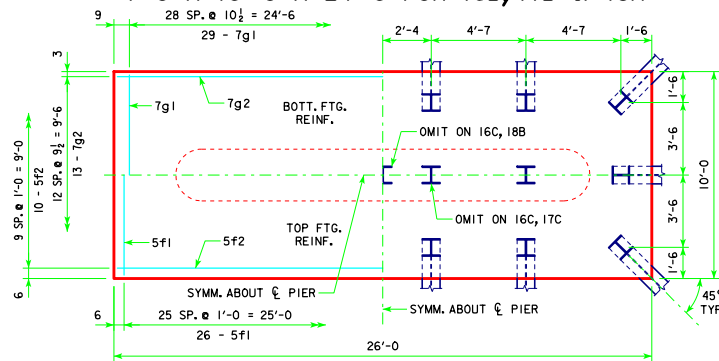 9
28 SP. @ 10½ = 24'-6
29 - 7g1
2'-4
4'-7
4'-7
1'-6
3
7g1
7g2
BOTT. FTG.
REINF.
OMIT ON 16C, 18B
1'-6
3'-6
10'-0
3'-6
1'-6
9 SP. @ 1'-0 = 9'-0
10 - 5f2
12 SP. @ 9½ = 9'-6
13 - 7g2
TOP FTG.
REINF.
OMIT ON 16C, 17C
5f1
5f2
6
SYMM. ABOUT ℄ PIER
SYMM. ABOUT ℄ PIER
45°
TYP
6
25 SP. @ 1'-0 = 25'-0
26 - 5f1
26'-0